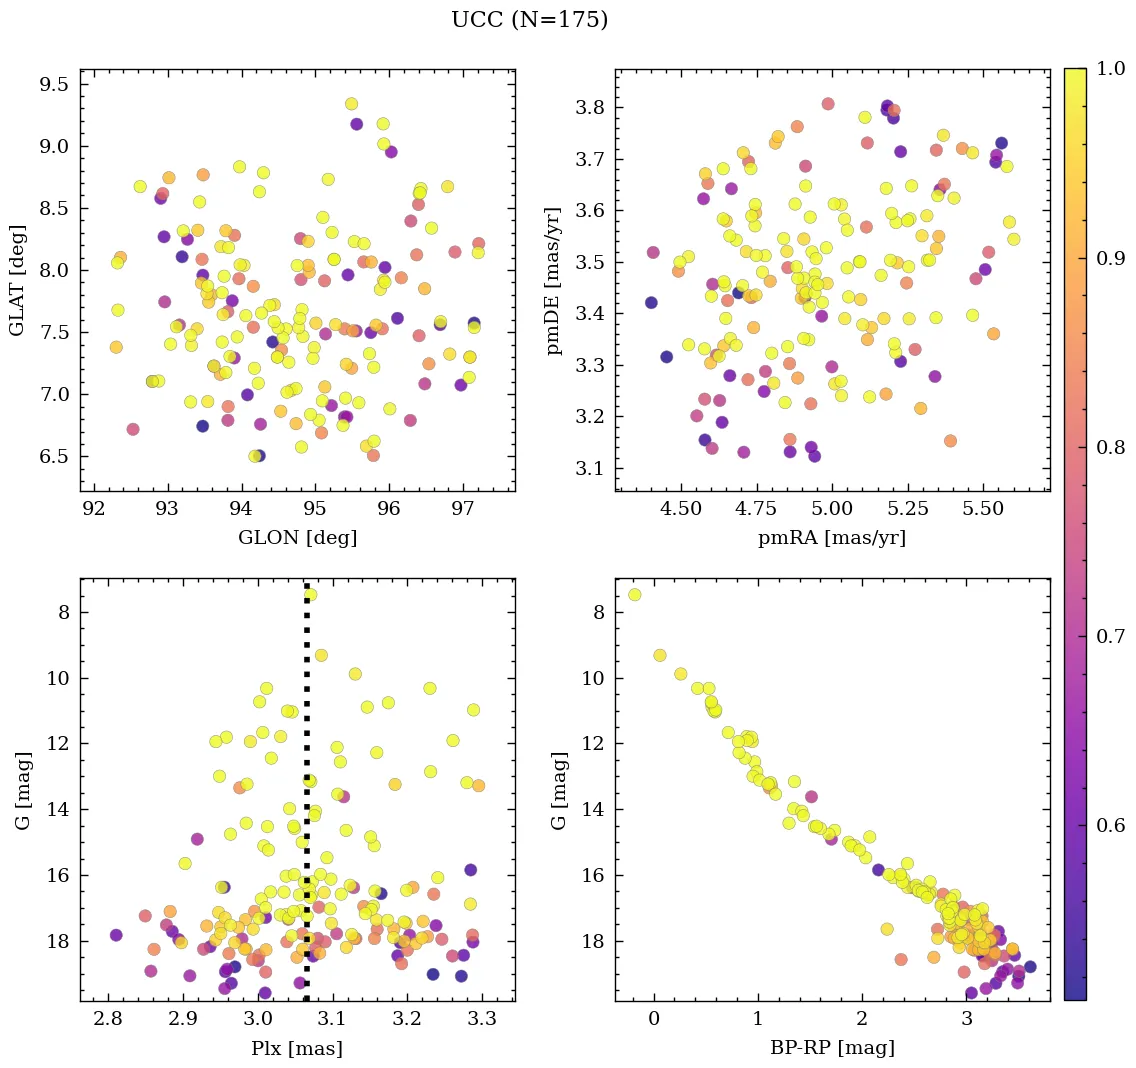 UCC (N=175)
9.5
9.0
8.5
8.0
7.5
7.0
6.5
GLAT [deg]
92 93 94 95 96 97
GLON [deg]
3.8
3.7
3.6
3.5
3.4
3.3
3.2
3.1
pmDE [mas/yr]
4.50 4.75 5.00 5.25 5.50
pmRA [mas/yr]
8
10
12
14
16
18
G [mag]
2.8 2.9 3.0 3.1 3.2 3.3
Plx [mas]
8
10
12
14
16
18
G [mag]
0 1 2 3
BP-RP [mag]
1.0
0.9
0.8
0.7
0.6